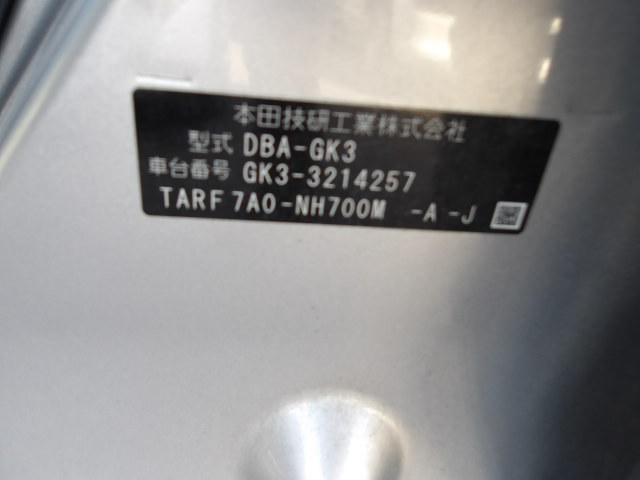 本田技研工業株式会社
型式 DBA-GK3
車台番号 GK3-3214257
TARF 7A0-NH700M -A -J